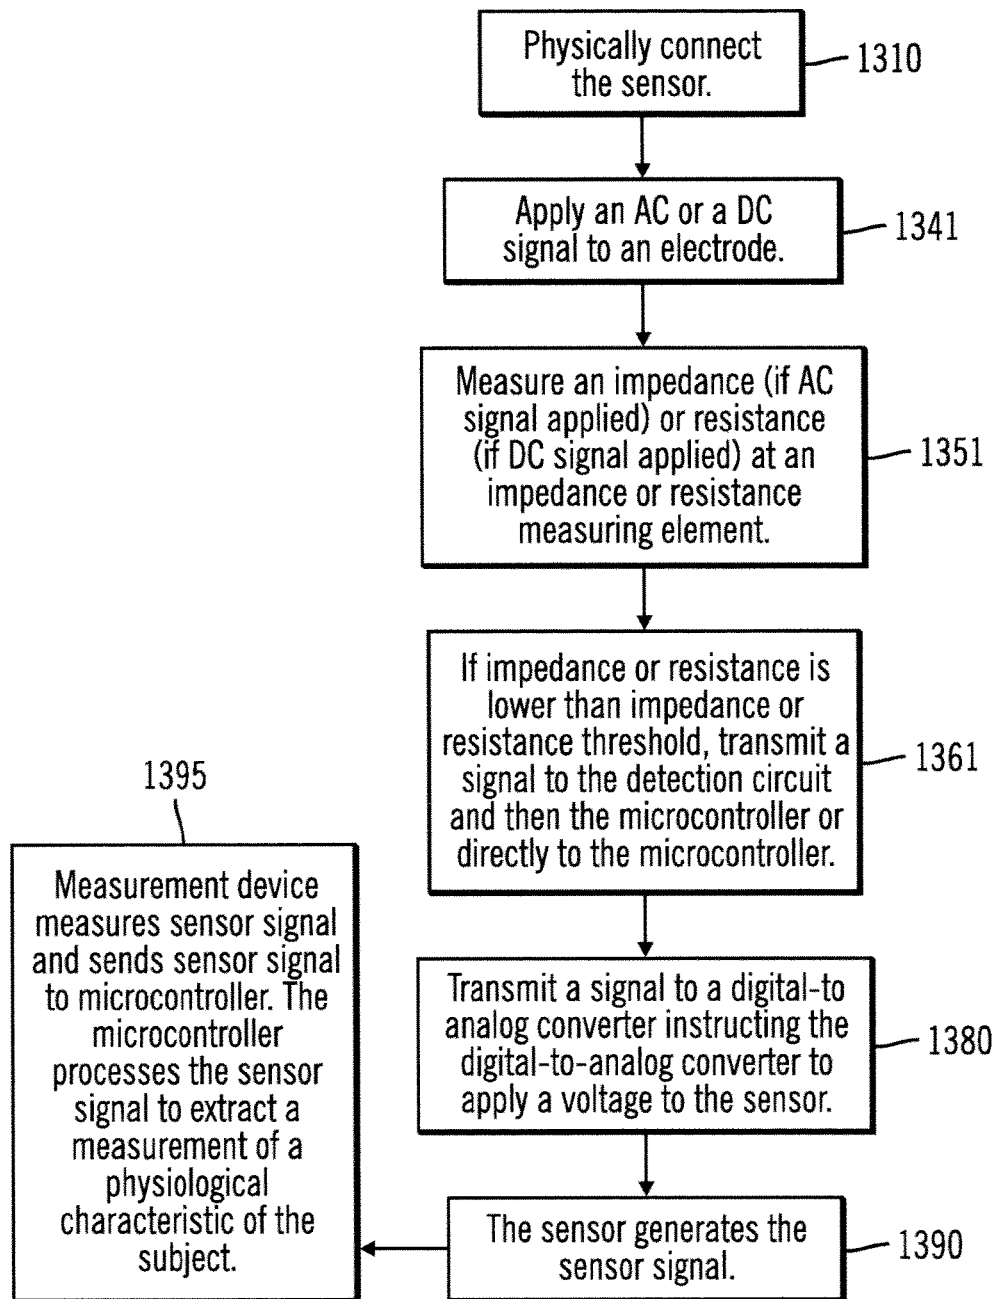 Physically connect
the sensor.
1310
Apply an AC or a DC
signal to an electrode.
1341
Measure an impedance (if AC
signal applied) or resistance
(if DC signal applied) at an
impedance or resistance
measuring element.
1351
If impedance or resistance is
lower than impedance or
resistance threshold, transmit a
signal to the detection circuit
and then the microcontroller or
directly to the microcontroller.
1361
Transmit a signal to a digital-to
analog converter instructing the
digital-to-analog converter to
apply a voltage to the sensor.
1380
The sensor generates the
sensor signal.
1390
1395
Measurement device
measures sensor signal
and sends sensor signal
to microcontroller. The
microcontroller
processes the sensor
signal to extract a
measurement of a
physiological
characteristic of the
subject.